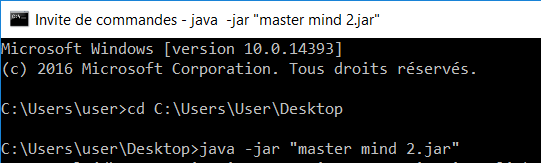 Invite de commandes - java  -jar "master mind 2.jar"
Microsoft Windows [version 10.0.14393]
(c) 2016 Microsoft Corporation. Tous droits réservés.
C:\Users\user>cd C:\Users\User\Desktop
C:\Users\user\Desktop>java -jar "master mind 2.jar"